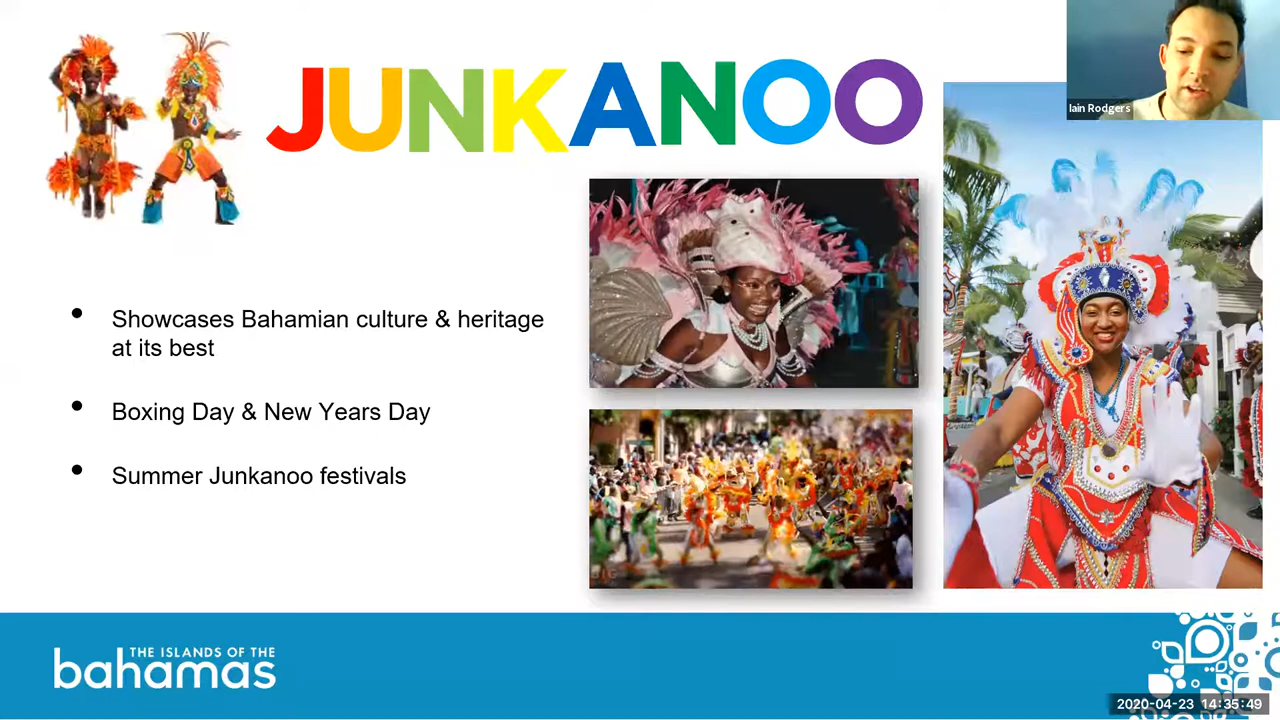 JUNKANOO
Iain Rodgers
• Showcases Bahamian culture & heritage
at its best
• Boxing Day & New Years Day
• Summer Junkanoo festivals
THE ISLANDS OF THE
bahamas
2020-04-23 14:35:49